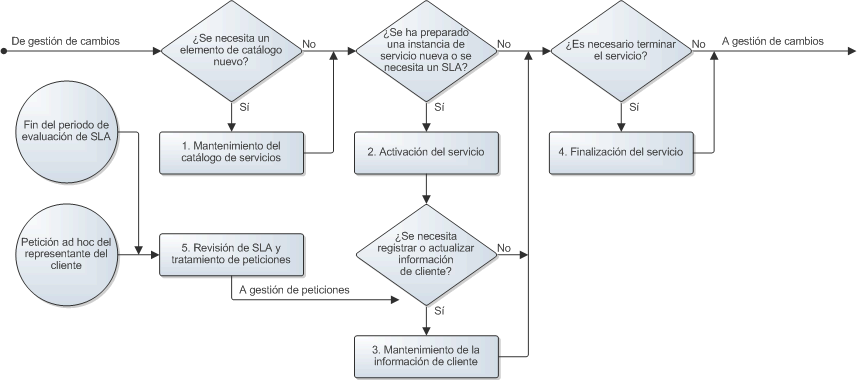 De gestión de cambios
¿Se necesita un
elemento de catálogo
nuevo?
No
¿Se ha preparado
una instancia de
servicio nueva o se
necesita un SLA?
No
¿Es necesario terminar
el servicio?
No
A gestión de cambios
Sí
Sí
Sí
Fin del periodo de
evaluación de SLA
1. Mantenimiento del
catálogo de servicios
2. Activación del servicio
4. Finalización del servicio
Petición ad hoc del
representante del
cliente
5. Revisión de SLA y
tratamiento de peticiones
¿Se necesita
registrar o actualizar
información
de cliente?
No
A gestión de peticiones
Sí
3. Mantenimiento de la
información de cliente